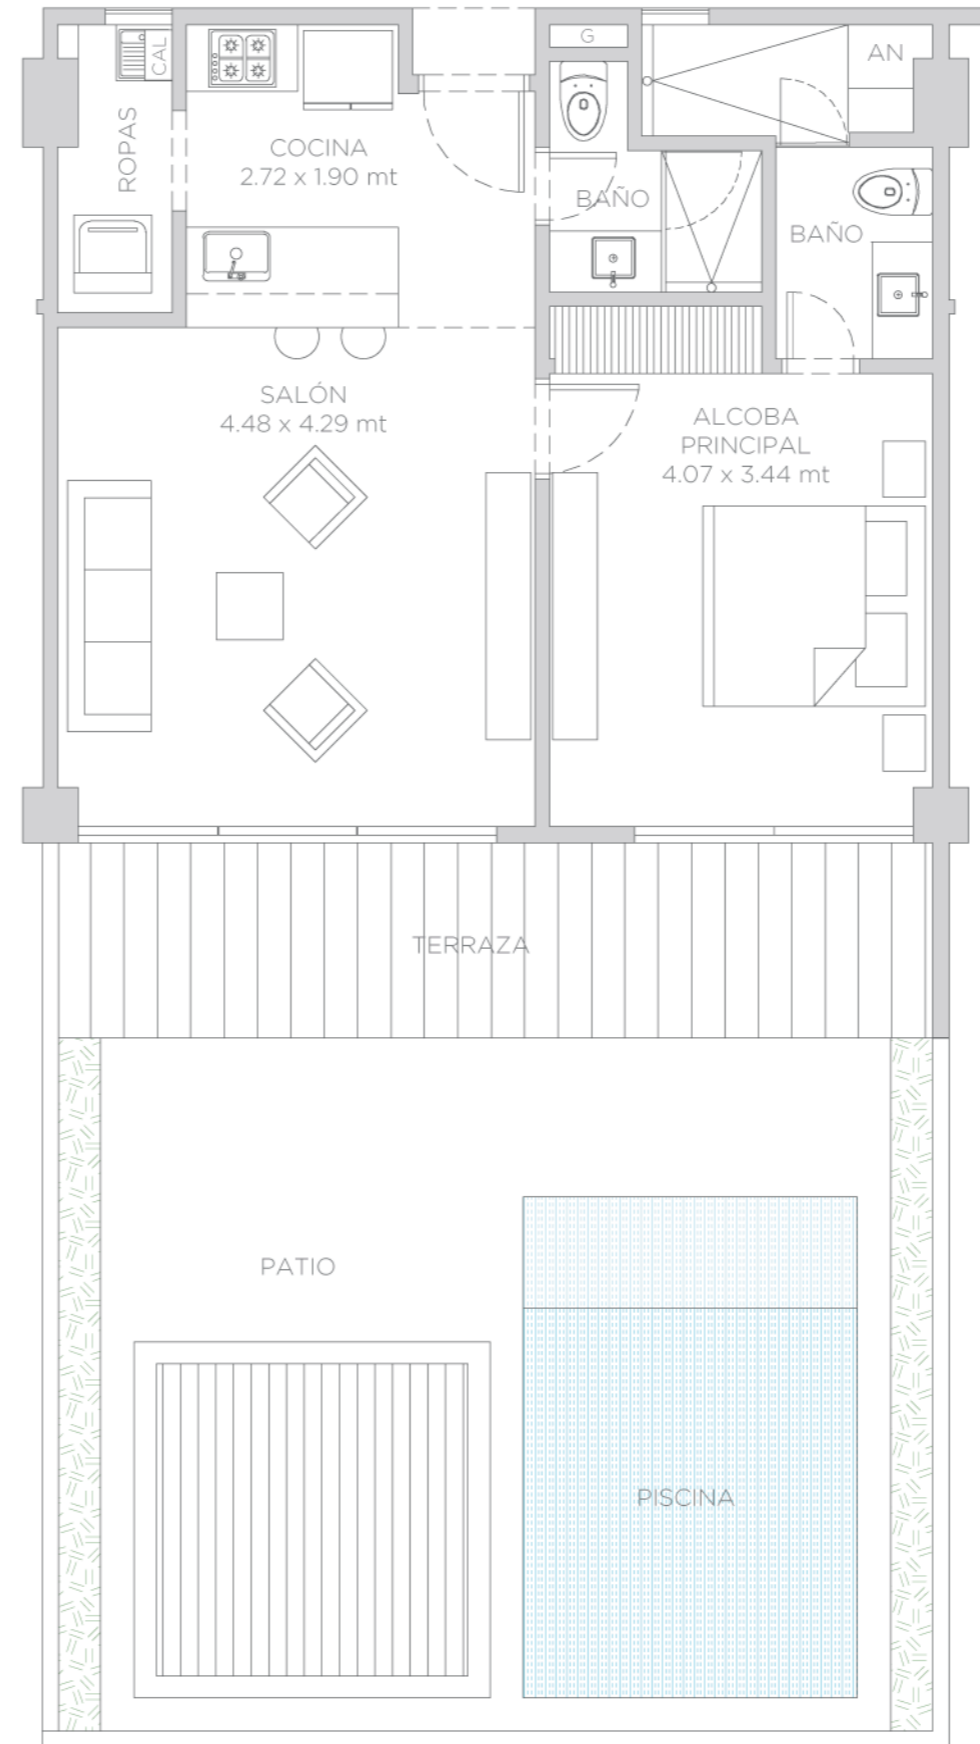 G
AN
CAL
ROPAS
COCINA
2.72 x 1.90 mt
BAÑO
BAÑO
SALÓN
4.48 x 4.29 mt
ALCOBA
PRINCIPAL
4.07 x 3.44 mt
TERRAZA
PATIO
PISCINA